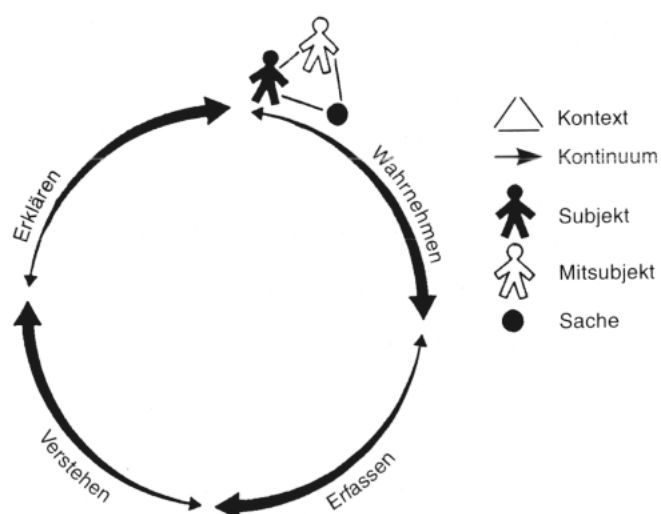 Wahrnehmen
Erfassen
Verstehen
Erklären
Kontext
Kontinuum
Subjekt
Mitsubjekt
Sache